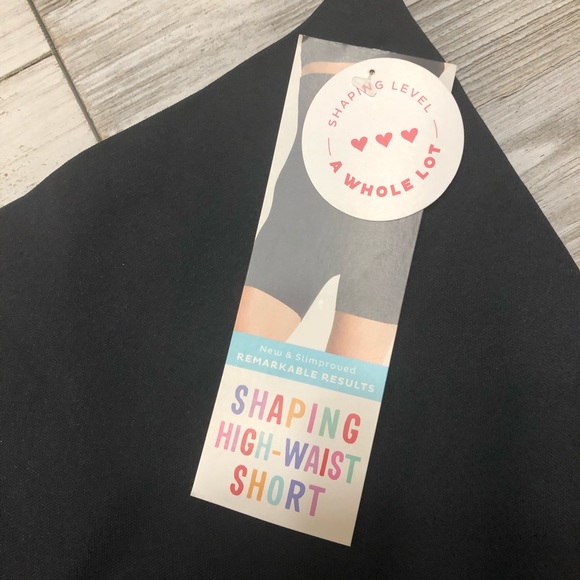 SHAPING LEVEL
A WHOLE LOT
New & Slimproved
REMARKABLE RESULTS
SHAPING
HIGH-WAIST
SHORT